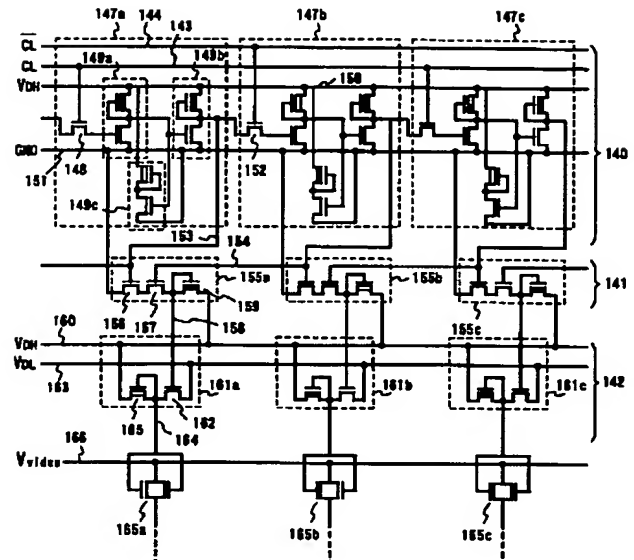 147a 144 143 147b 147c
CL
CL
149a 149b
VDH 150
148 152
GND
151
140
149c
153
154
155a 155b 141
156 157 159
155c
158
160
VDH
VDL
163 161a 161b 161c 142
165 162
164
166
Vvideo
165a 165b 165c